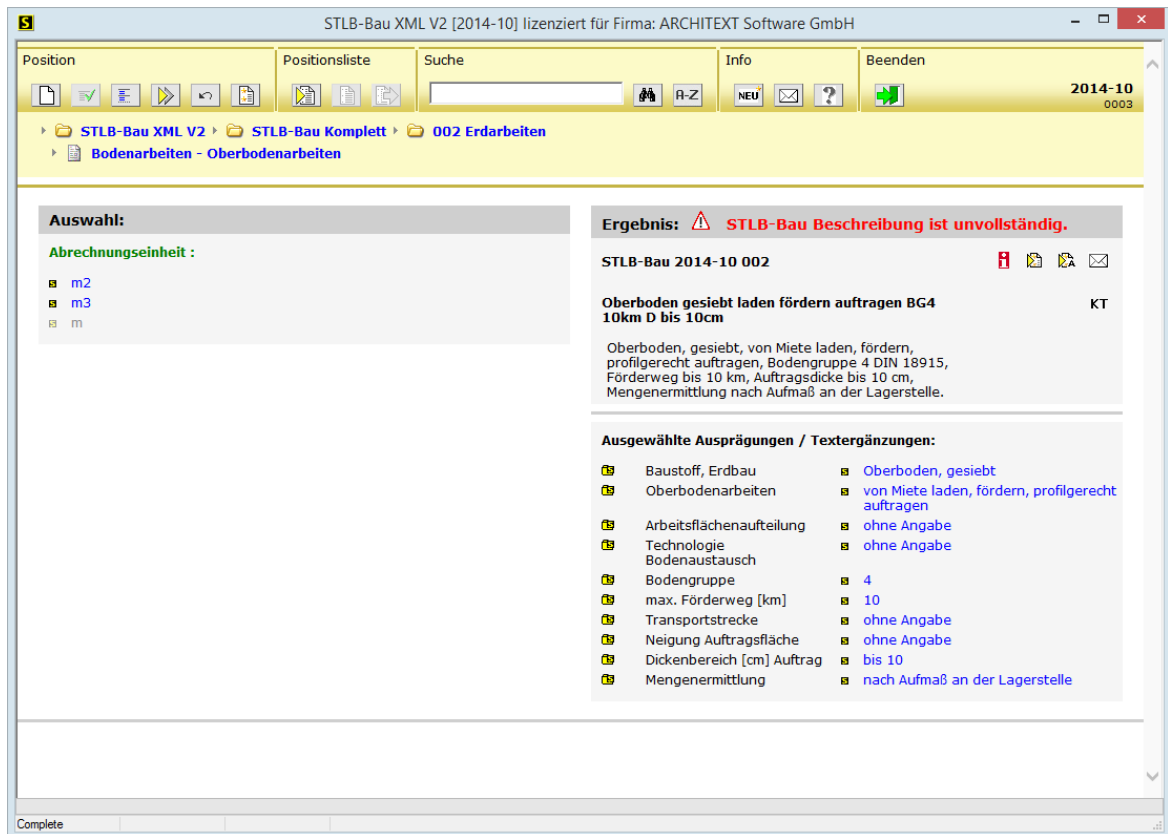 S
STLB-Bau XML V2 [2014-10] lizenziert für Firma: ARCHITEXT Software GmbH
Position
Positionsliste
Suche
Info
Beenden
A-Z
NEU
?
2014-10
0003
STLB-Bau XML V2
STLB-Bau Komplett
002 Erdarbeiten
Bodenarbeiten - Oberbodenarbeiten
Auswahl:
Abrechnungseinheit :
m2
m3
m
Ergebnis: STLB-Bau Beschreibung ist unvollständig.
STLB-Bau 2014-10 002
Oberboden gesiebt laden fördern auftragen BG4
10km D bis 10cm
KT
Oberboden, gesiebt, von Miete laden, fördern,
profilgerecht auftragen, Bodengruppe 4 DIN 18915,
Förderweg bis 10 km, Auftragsdicke bis 10 cm,
Mengenermittlung nach Aufmaß an der Lagerstelle.
Ausgewählte Ausprägungen / Textergänzungen:
Baustoff, Erdbau Oberboden, gesiebt
Oberbodenarbeiten von Miete laden, fördern, profilgerecht
auftragen
Arbeitsflächenaufteilung ohne Angabe
Technologie ohne Angabe
Bodenaustausch
Bodengruppe 4
max. Förderweg [km] 10
Transportstrecke ohne Angabe
Neigung Auftragsfläche ohne Angabe
Dickenbereich [cm] Auftrag bis 10
Mengenermittlung nach Aufmaß an der Lagerstelle
Complete